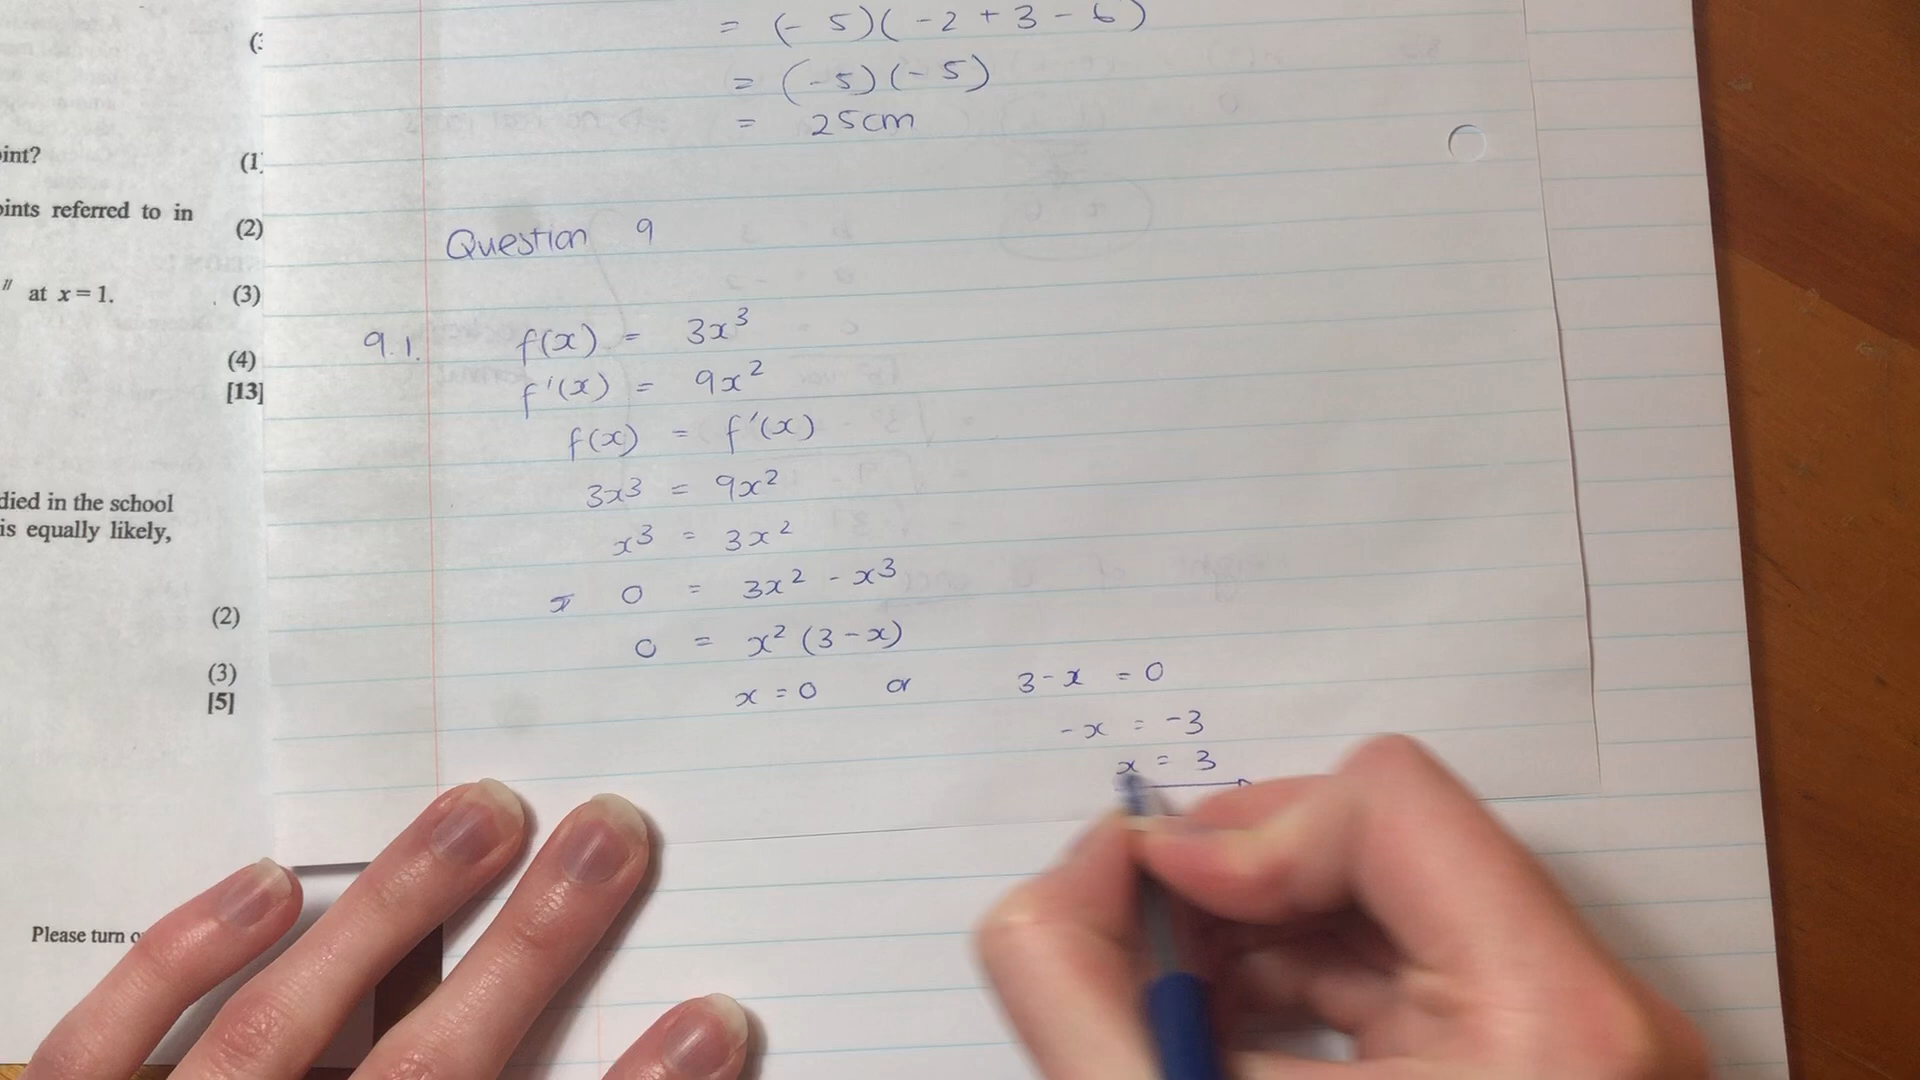 (1)
oint?
(2)
oints referred to in
(3)
" at x = 1.
(4)
[13]
died in the school
is equally likely,
(2)
(3)
[5]
Please turn o
= (- 5)(-2 + 3 - 6)
= (-5)(-5)
= 25cm
Question 9
9.1. f(x) = 3x³
f'(x) = 9x²
f(x) = f'(x)
3x³ = 9x²
x³ = 3x²
0 = 3x² - x³
0 = x² (3 - x)
x = 0 or 3 - x = 0
-x = -3
x = 3